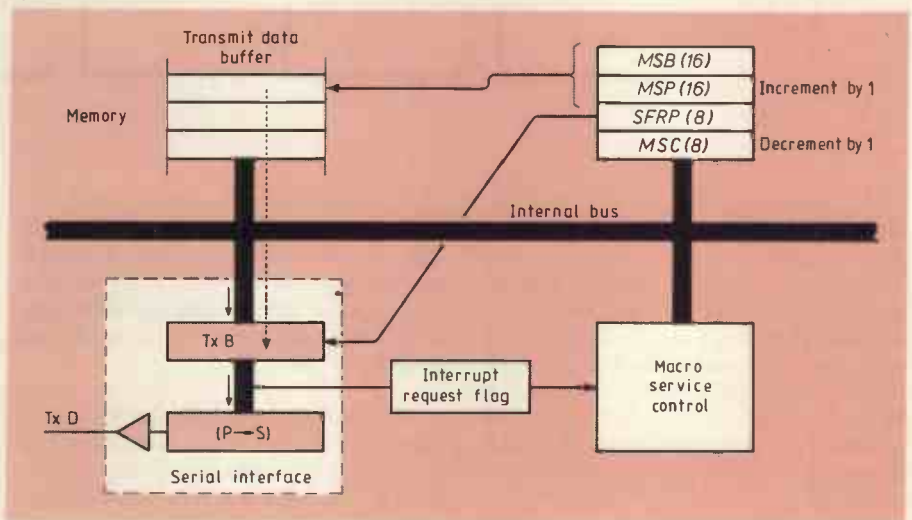 Transmit data
buffer
Memory
MSB (16)
MSP (16)
Increment by 1
SFRP (8)
MSC (8)
Decrement by 1
Internal bus
Tx B
Interrupt
request flag
Macro
service
control
Tx D
(P→S)
Serial interface